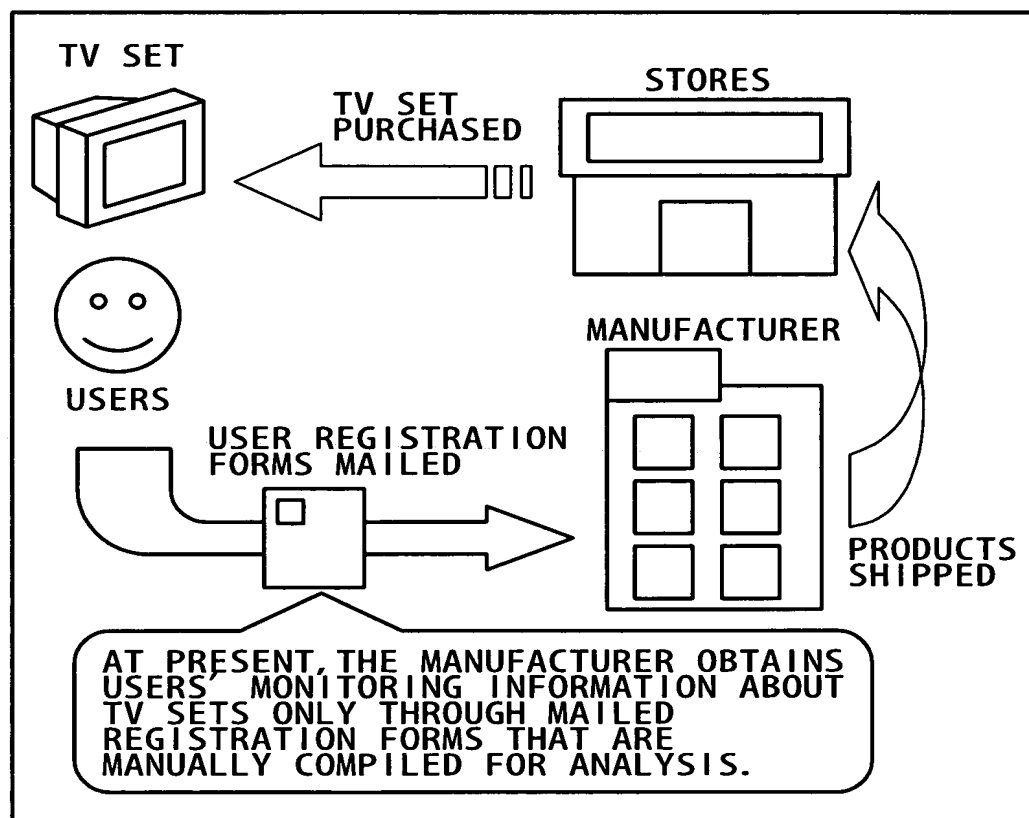 TV SET
STORES
TV SET
PURCHASED
MANUFACTURER
USERS
USER REGISTRATION
FORMS MAILED
PRODUCTS
SHIPPED
AT PRESENT, THE MANUFACTURER OBTAINS
USERS' MONITORING INFORMATION ABOUT
TV SETS ONLY THROUGH MAILED
REGISTRATION FORMS THAT ARE
MANUALLY COMPILED FOR ANALYSIS.